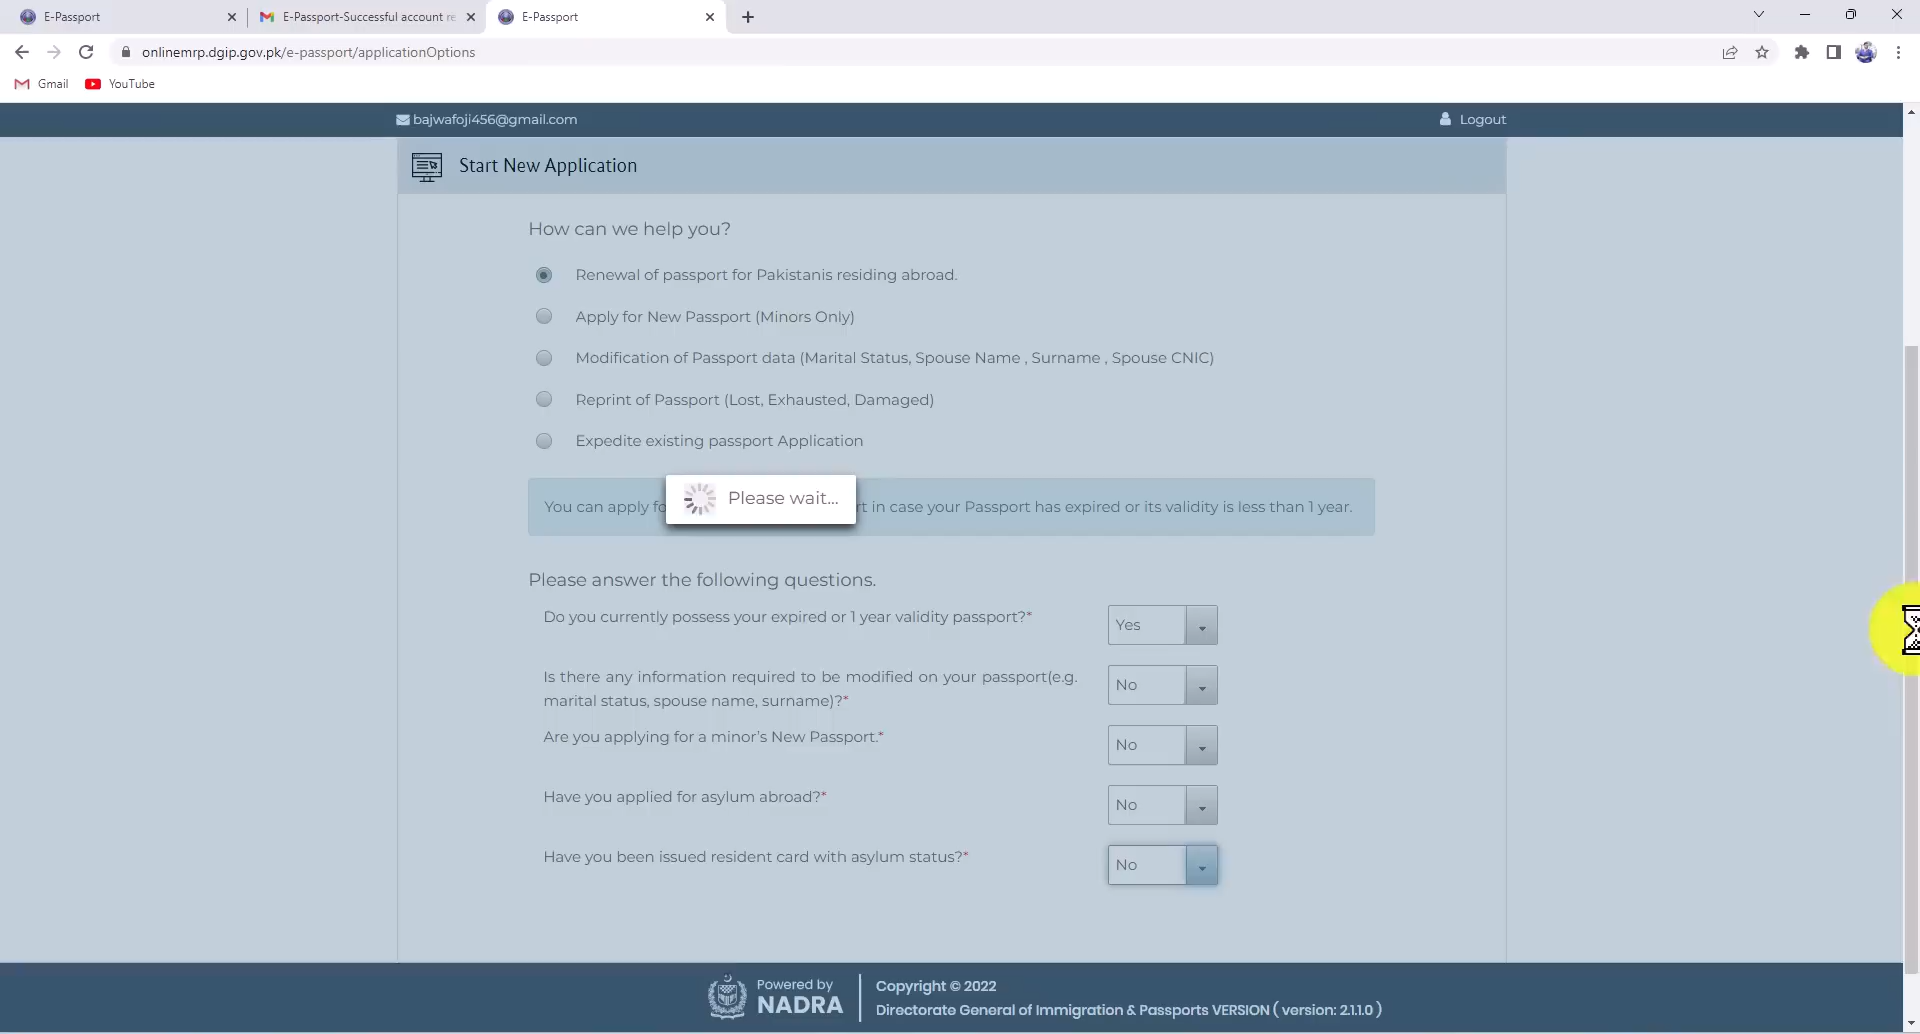 E-Passport
E-Passport-Successful account re
E-Passport
onlinemrp.dgip.gov.pk/e-passport/applicationOptions
Gmail
YouTube
bajwafoji456@gmail.com
Logout
Start New Application
How can we help you?
Renewal of passport for Pakistanis residing abroad.
Apply for New Passport (Minors Only)
Modification of Passport data (Marital Status, Spouse Name , Surname , Spouse CNIC)
Reprint of Passport (Lost, Exhausted, Damaged)
Expedite existing passport Application
Please wait...
You can apply in case your Passport has expired or its validity is less than 1 year.
Please answer the following questions.
Do you currently possess your expired or 1 year validity passport?*
Yes
Is there any information required to be modified on your passport(e.g.
marital status, spouse name, surname)?*
No
Are you applying for a minor's New Passport.*
No
Have you applied for asylum abroad?*
No
Have you been issued resident card with asylum status?*
No
Powered by
NADRA
Copyright © 2022
Directorate General of Immigration & Passports VERSION ( version: 2.1.1.0 )